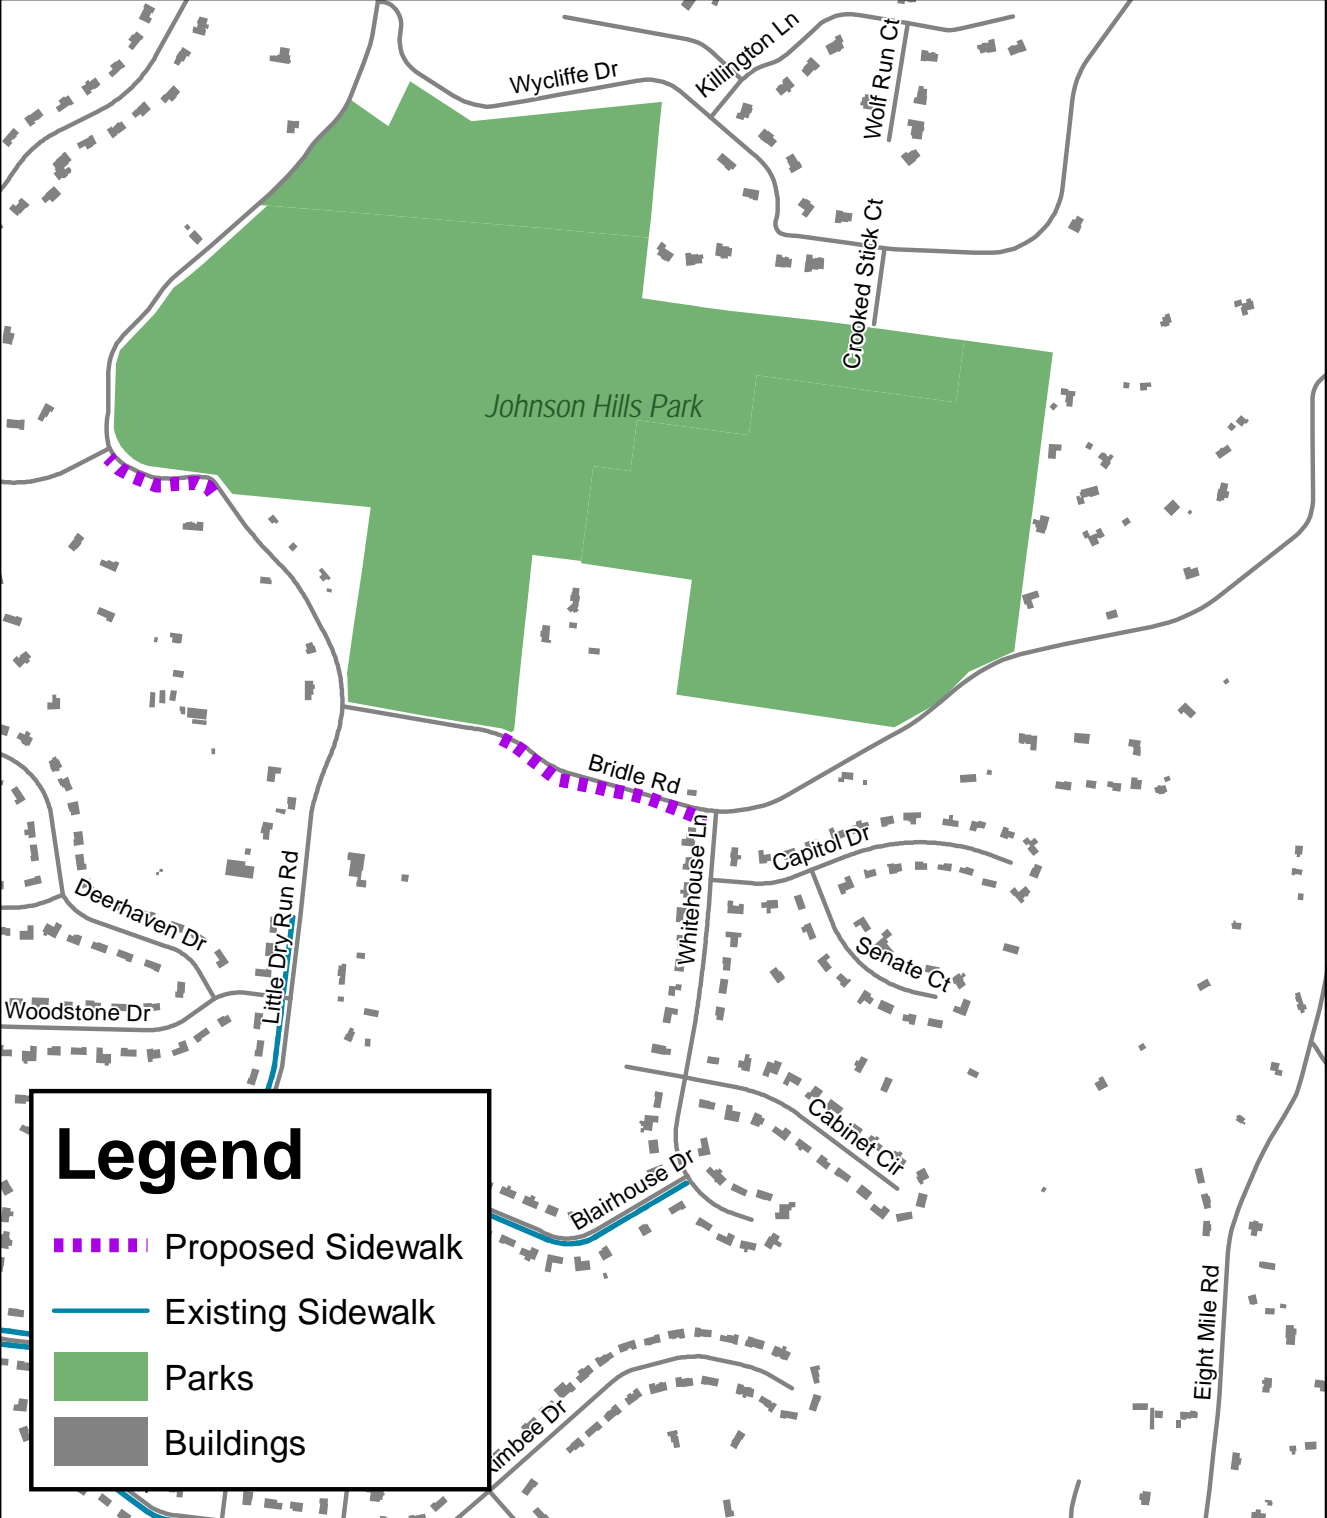 Killington Ln
Wolf Run Ct
Wycliffe Dr
Crooked Stick Ct
Johnson Hills Park
Bridle Rd
Whitehouse Ln
Capitol Dr
Little Dry Run Rd
Deerhaven Dr
Senate Ct
Woodstone Dr
Cabinet Cir
Blairhouse Dr
Eight Mile Rd
Kimbee Dr
Legend
Proposed Sidewalk
Existing Sidewalk
Parks
Buildings